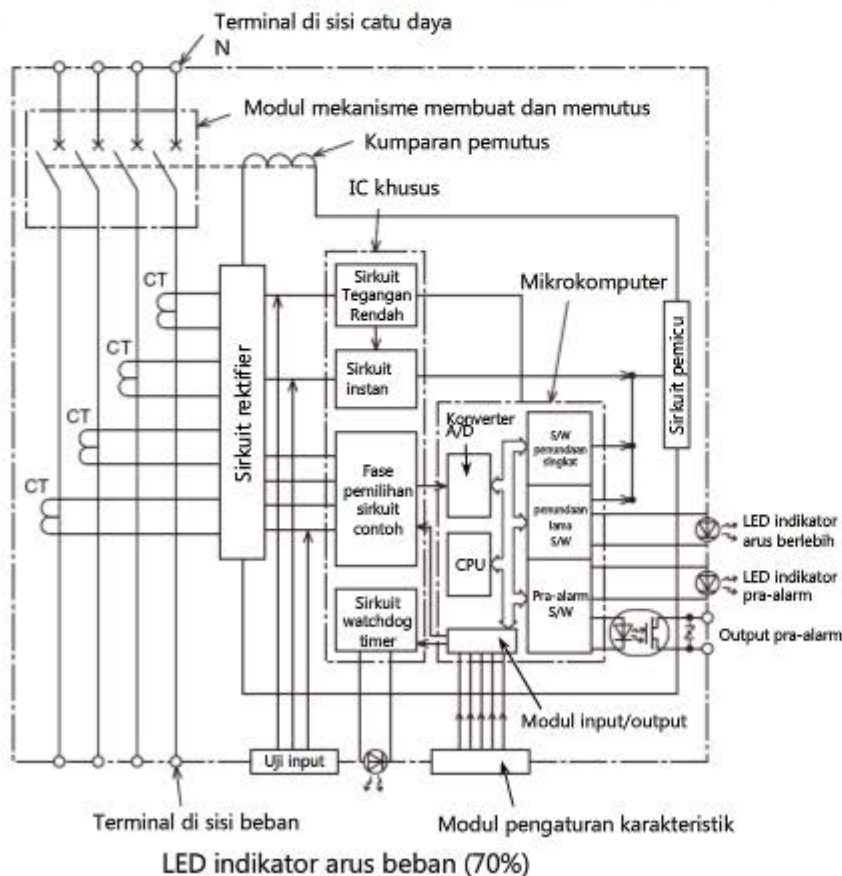 Terminal di sisi catu daya
N
Modul mekanisme membuat dan memutus
Kumparan pemutus
IC khusus
Sirkuit
Tegangan
Rendah
Mikrokomputer
CT
CT
CT
CT
Sirkuit rektifier
Sirkuit
instan
Sirkuit pemicu
Konverter
A/D
S/W
penundaan
singkat
Fase
pemilihan
sirkuit
contoh
penundaan
lama
S/W
LED indikator
arus berlebih
CPU
LED indikator
pra-alarm
Pra-alarm
S/W
Sirkuit
watchdog
timer
Output pra-alarm
Modul input/output
Uji input
Terminal di sisi beban
Modul pengaturan karakteristik
LED indikator arus beban (70%)